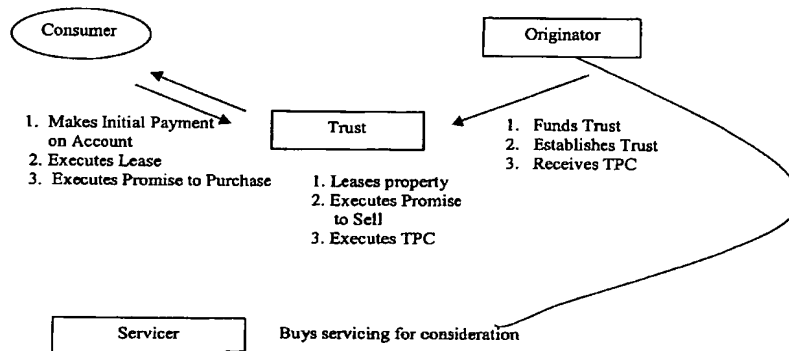 Consumer
Originator
1. Makes Initial Payment
on Account
2. Executes Lease
3. Executes Promise to Purchase
Trust
1. Leases property
2. Executes Promise
to Sell
3. Executes TPC
1. Funds Trust
2. Establishes Trust
3. Receives TPC
Servicer
Buys servicing for consideration